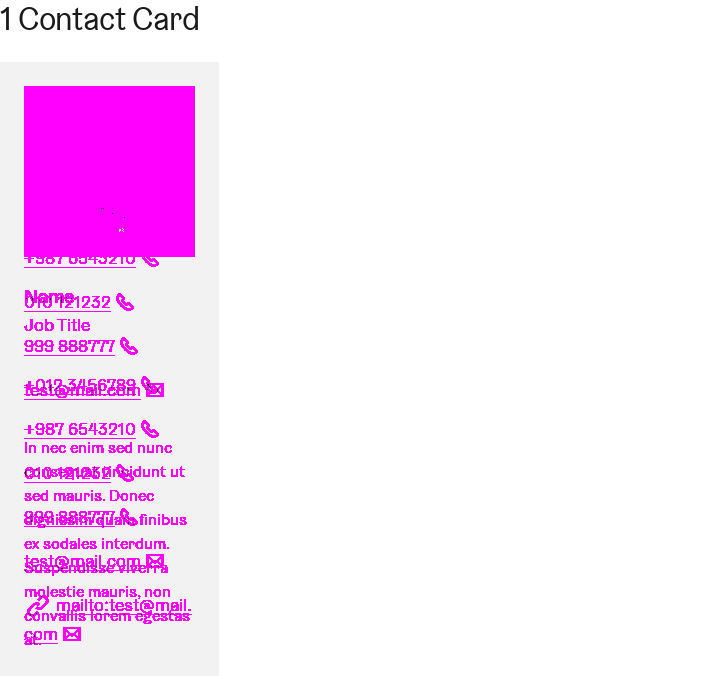 1 Contact Card
+987 6543210
Name
010 121232
Job Title
999 888777
+012 3456789
test@mail.com
+987 6543210
In nec enim sed nunc
010 121232
consequat tincidunt ut
sed mauris. Donec
999 888777
dignissim quam finibus
ex sodales interdum.
test@mail.com
Suspendisse viverra
molestie mauris, non
mailto:test@mail.
convallis lorem egestas
com
at.